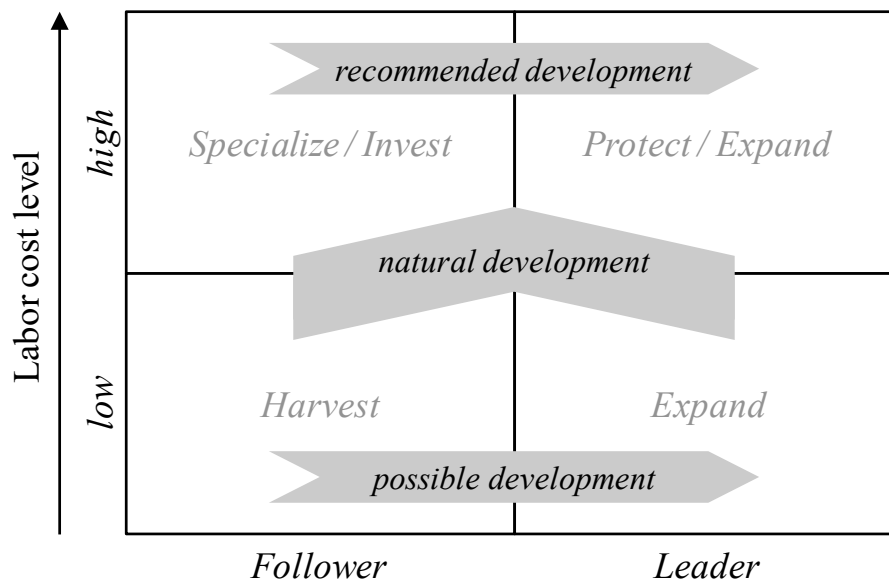 recommended development
Specialize / Invest
Protect / Expand
high
natural development
Labor cost level
low
Harvest
Expand
possible development
Follower
Leader